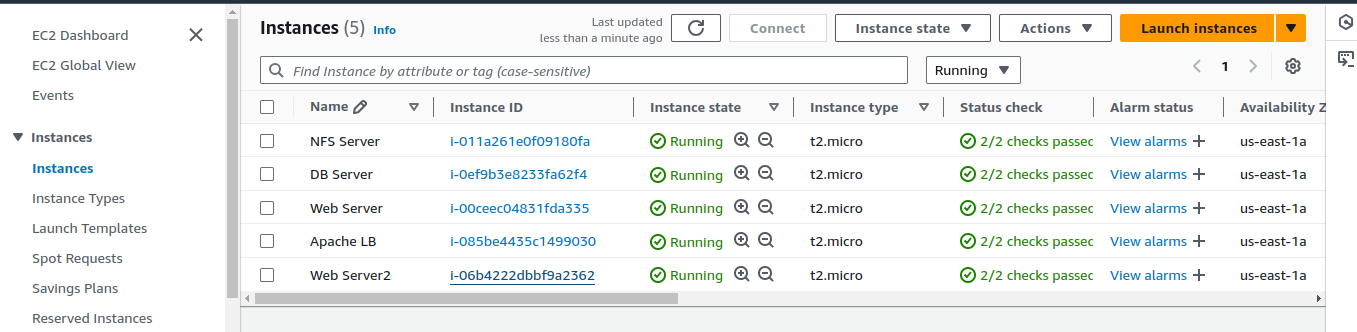 EC2 Dashboard
EC2 Global View
Events
Instances
Instances
Instance Types
Launch Templates
Spot Requests
Savings Plans
Reserved Instances
Instances (5) Info
Last updated
less than a minute ago
Connect
Instance state
Actions
Launch instances
Find Instance by attribute or tag (case-sensitive)
Running
1
Name Instance ID Instance state Instance type Status check Alarm status Availability Z
NFS Server i-011a261e0f09180fa Running t2.micro 2/2 checks passec View alarms + us-east-1a
DB Server i-0ef9b3e8233fa62f4 Running t2.micro 2/2 checks passec View alarms + us-east-1a
Web Server i-00ceec04831fda335 Running t2.micro 2/2 checks passec View alarms + us-east-1a
Apache LB i-085be4435c1499030 Running t2.micro 2/2 checks passec View alarms + us-east-1a
Web Server2 i-06b4222dbbf9a2362 Running t2.micro 2/2 checks passec View alarms + us-east-1a